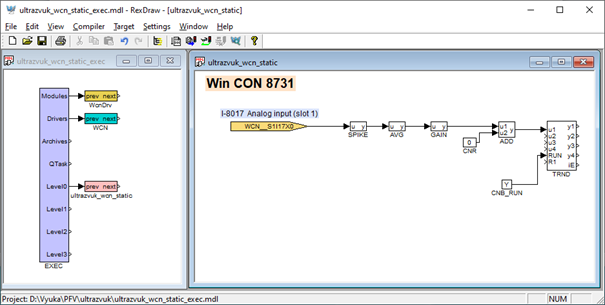 ultrazvuk_wcn_static_exec.mdl - RexDraw - [ultrazvuk_wcn_static]
File Edit View Compiler Target Settings Window Help
ultrazvuk_wcn_static_exec
Modules
prev next
WcnDrv
Drivers
prev next
WCN
Archives
QTask
Level0
prev next
ultrazvuk_wcn_static
Level1
Level2
Level3
EXEC
ultrazvuk_wcn_static
Win CON 8731
I-8017 Analog input (slot 1)
WCN__S1I17X0
u y
SPIKE
u y
AVG
u y
GAIN
0
CNR
u1
u2
y
ADD
Y
CNB_RUN
u1 y1
u2 y2
u3 y3
u4
RUN y4
R1 iE
TRND
Project: D:\Vyuka\PFV\ultrazvuk\ultrazvuk_wcn_static_exec.mdl NUM